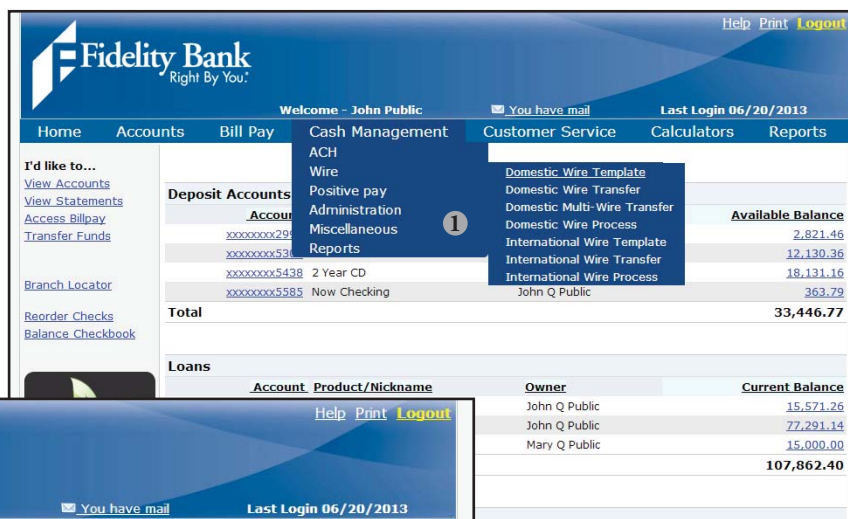 Help Print Logout
Fidelity Bank
Right By You.
Welcome - John Public You have mail Last Login 06/20/2013
Home Accounts Bill Pay Cash Management Customer Service Calculators Reports
I'd like to...
View Accounts
View Statements
Access Billpay
Transfer Funds
Branch Locator
Reorder Checks
Balance Checkbook
ACH
Wire
Positive pay
Administration
Miscellaneous
Reports
1
Domestic Wire Template
Domestic Wire Transfer
Domestic Multi-Wire Transfer
Domestic Wire Process
International Wire Template
International Wire Transfer
International Wire Process
Deposit Accounts
Available Balance
2,821.46
12,130.36
xxxxxxxx5438 2 Year CD 18,131.16
xxxxxxxx5585 Now Checking John Q Public 363.79
Total 33,446.77
Loans
Account Product/Nickname Owner Current Balance
John Q Public 15,571.26
John Q Public 77,291.14
Mary Q Public 15,000.00
107,862.40
Help Print Logout
You have mail Last Login 06/20/2013